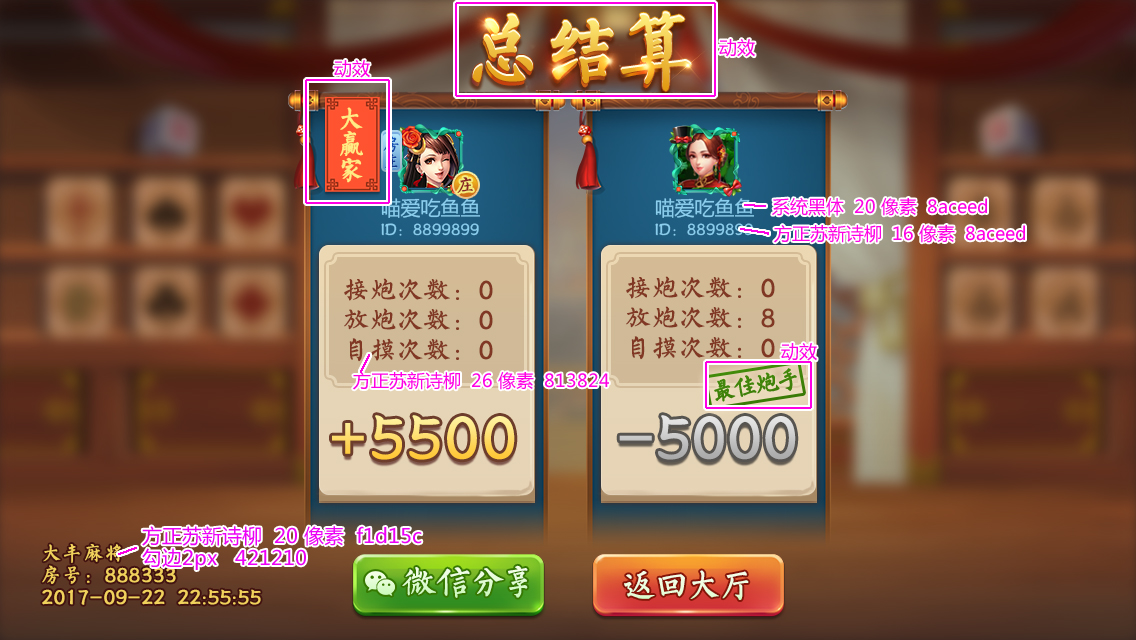 总结算
动效
动效
大赢家
庄
喵爱吃鱼鱼
ID: 8899899
接炮次数: 0
放炮次数: 0
自摸次数: 0
方正苏新诗柳 26 像素 813824
+5500
喵爱吃鱼鱼
系统黑体 20 像素 8aceed
ID: 889989
方正苏新诗柳 16 像素 8aceed
接炮次数: 0
放炮次数: 8
自摸次数: 0
动效
最佳炮手
-5000
方正苏新诗柳 20 像素 f1d15c
勾边2px 421210
大丰麻将
房号: 888333
2017-09-22 22:55:55
微信分享
返回大厅